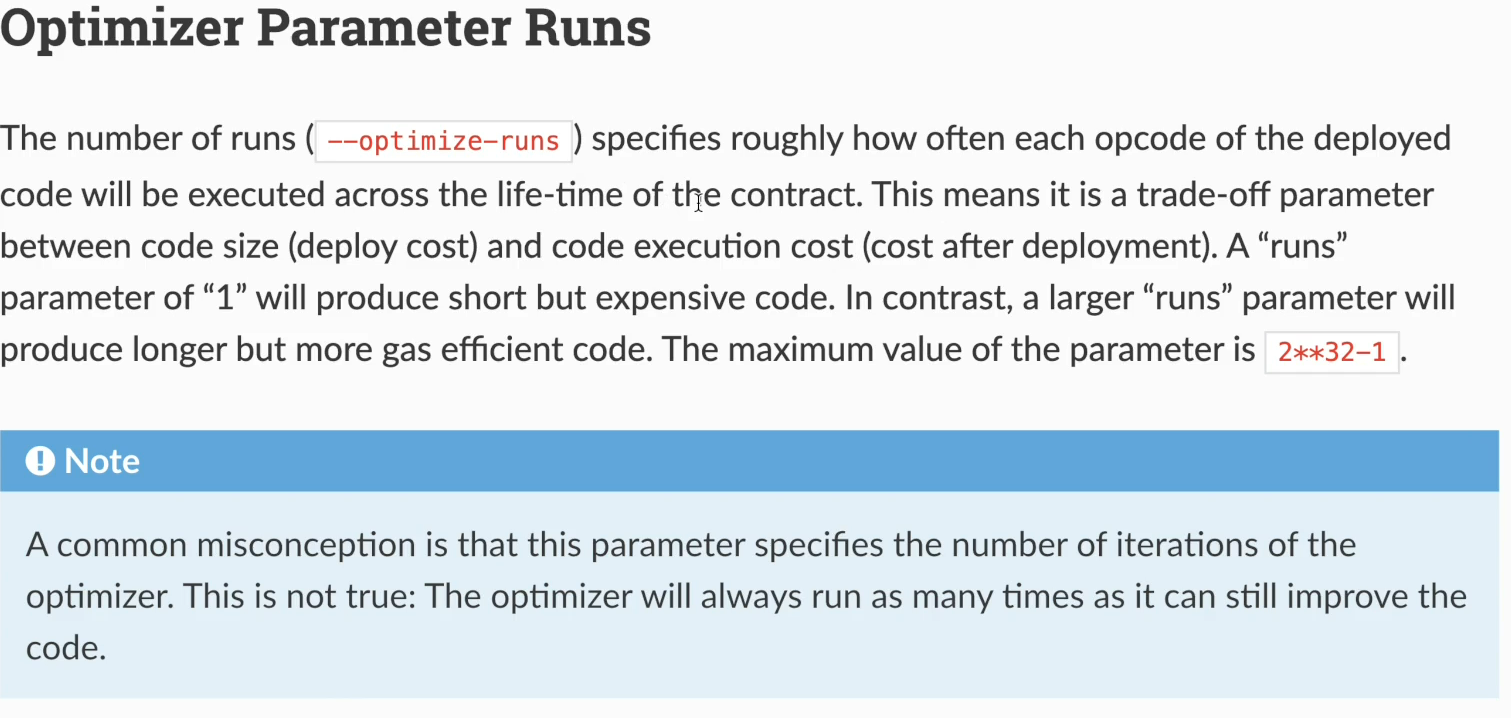 Optimizer Parameter Runs
The number of runs (--optimize-runs) specifies roughly how often each opcode of the deployed
code will be executed across the life-time of the contract. This means it is a trade-off parameter
between code size (deploy cost) and code execution cost (cost after deployment). A “runs”
parameter of “1” will produce short but expensive code. In contrast, a larger “runs” parameter will
produce longer but more gas efficient code. The maximum value of the parameter is 2**32-1.
Note
A common misconception is that this parameter specifies the number of iterations of the
optimizer. This is not true: The optimizer will always run as many times as it can still improve the
code.